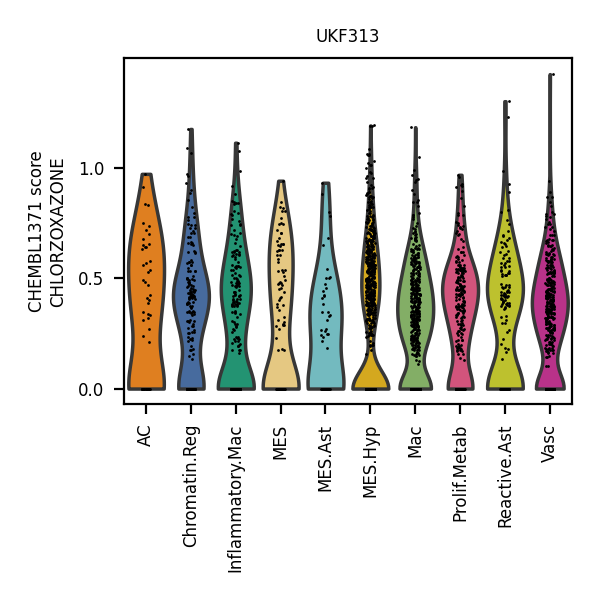 UKF313
CHEMBL1371 score
CHLORZOXAZONE
1.0
0.5
0.0
AC
Chromatin.Reg
Inflammatory.Mac
MES
MES.Ast
MES.Hyp
Mac
Prolif.Metab
Reactive.Ast
Vasc